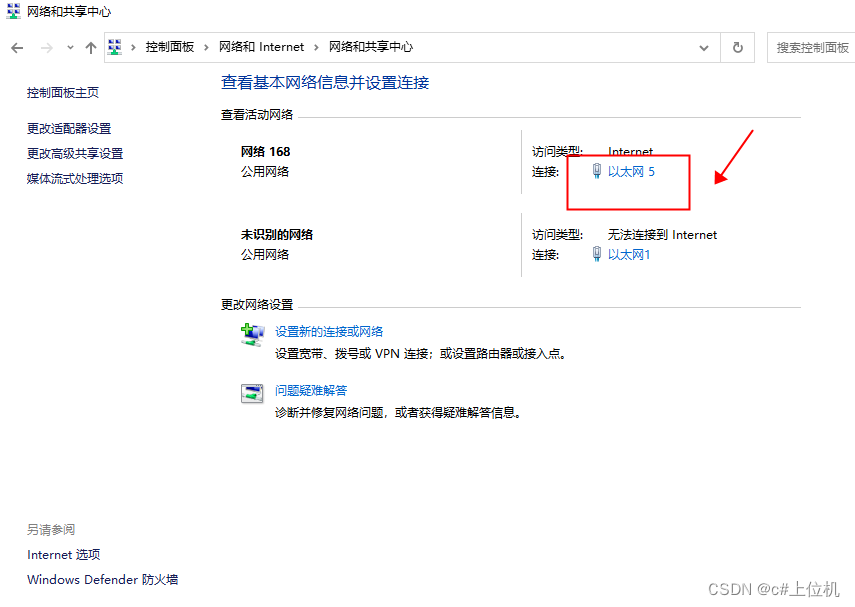 网络和共享中心
控制面板 > 网络和 Internet > 网络和共享中心
搜索控制面板
控制面板主页
更改适配器设置
更改高级共享设置
媒体流式处理选项
查看基本网络信息并设置连接
查看活动网络
网络 168
公用网络
访问类型: Internet
连接: 以太网 5
未识别的网络
公用网络
访问类型: 无法连接到 Internet
连接: 以太网1
更改网络设置
设置新的连接或网络
设置宽带、拨号或 VPN 连接；或设置路由器或接入点。
问题疑难解答
诊断并修复网络问题，或者获得疑难解答信息。
另请参阅
Internet 选项
Windows Defender 防火墙
CSDN @c#上位机